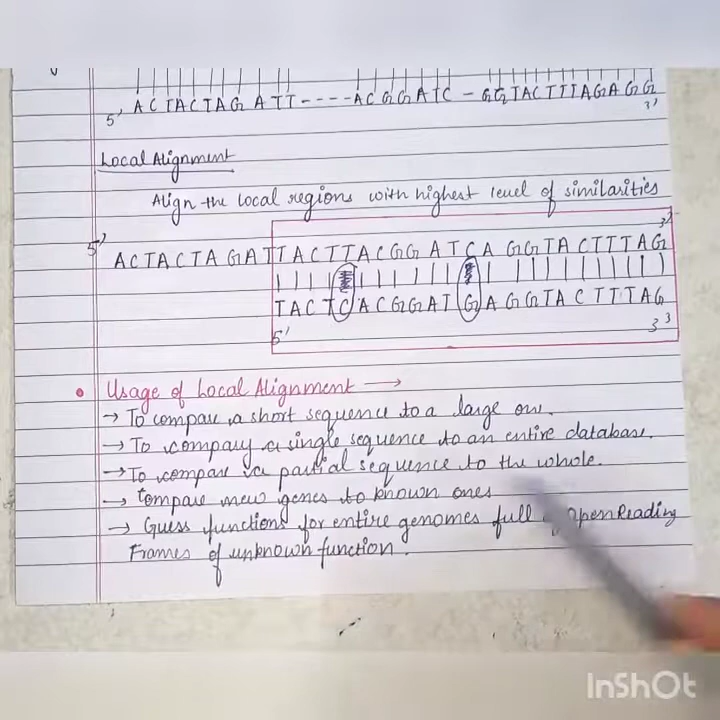 5' ACTACTAGATT----ACGGATC-GGTACTTTAGAGG 3'
Local Alignment
Align the local regions with highest level of similarities
5' ACTACTAGATTTACTTACGGATCAGGTACTTTAG 3'
TACTCACGGATGAGGTACTTTAG
5' 3'
Usage of Local Alignment →
→ To compare a short sequence to a large one.
→ To compary a single sequence to an entire database.
→ To compare a partial sequence to the whole.
→ Compare new genes to known ones
→ Guess functions for entire genomes full Open Reading
Frames of unknown function.
InShOt